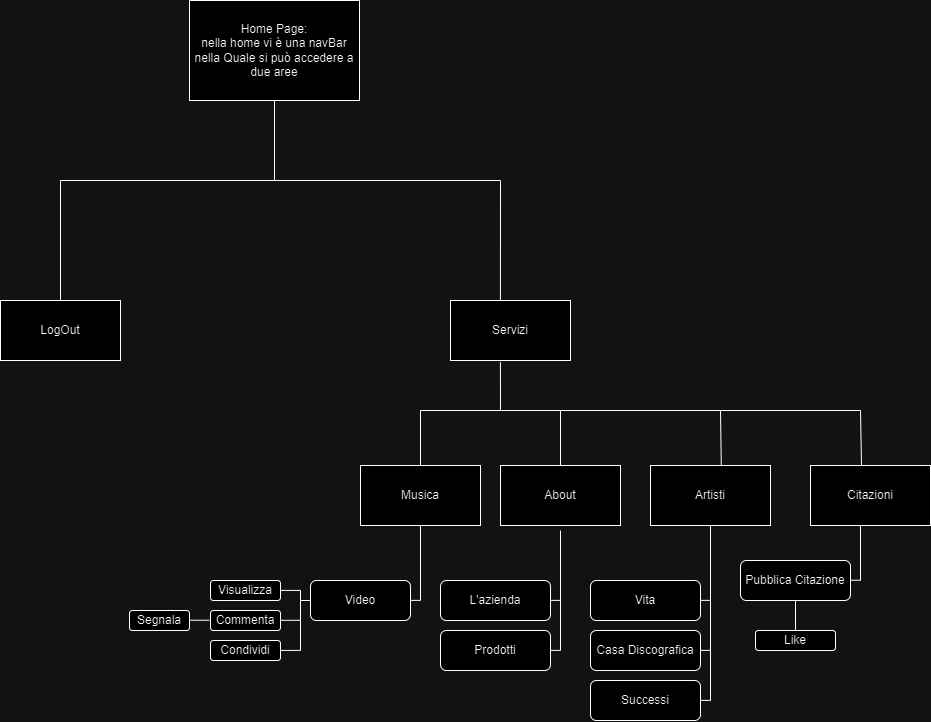 Home Page:
nella home vi è una navBar
nella Quale si può accedere a
due aree
LogOut
Servizi
Musica
About
Artisti
Citazioni
Visualizza
Segnala
Commenta
Condividi
Video
L'azienda
Prodotti
Vita
Casa Discografica
Successi
Pubblica Citazione
Like